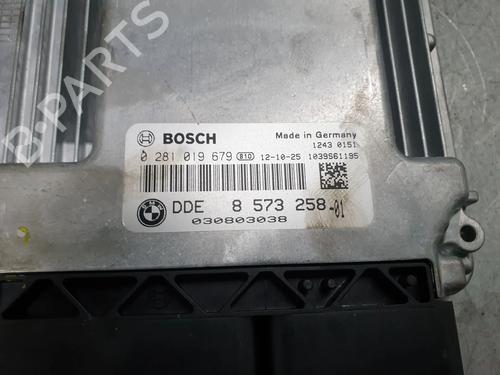 BOSCH
Made in Germany
1243 0151
0 281 019 679 810 12-10-25 1039S61195
DDE 8 573 258-01
030803038